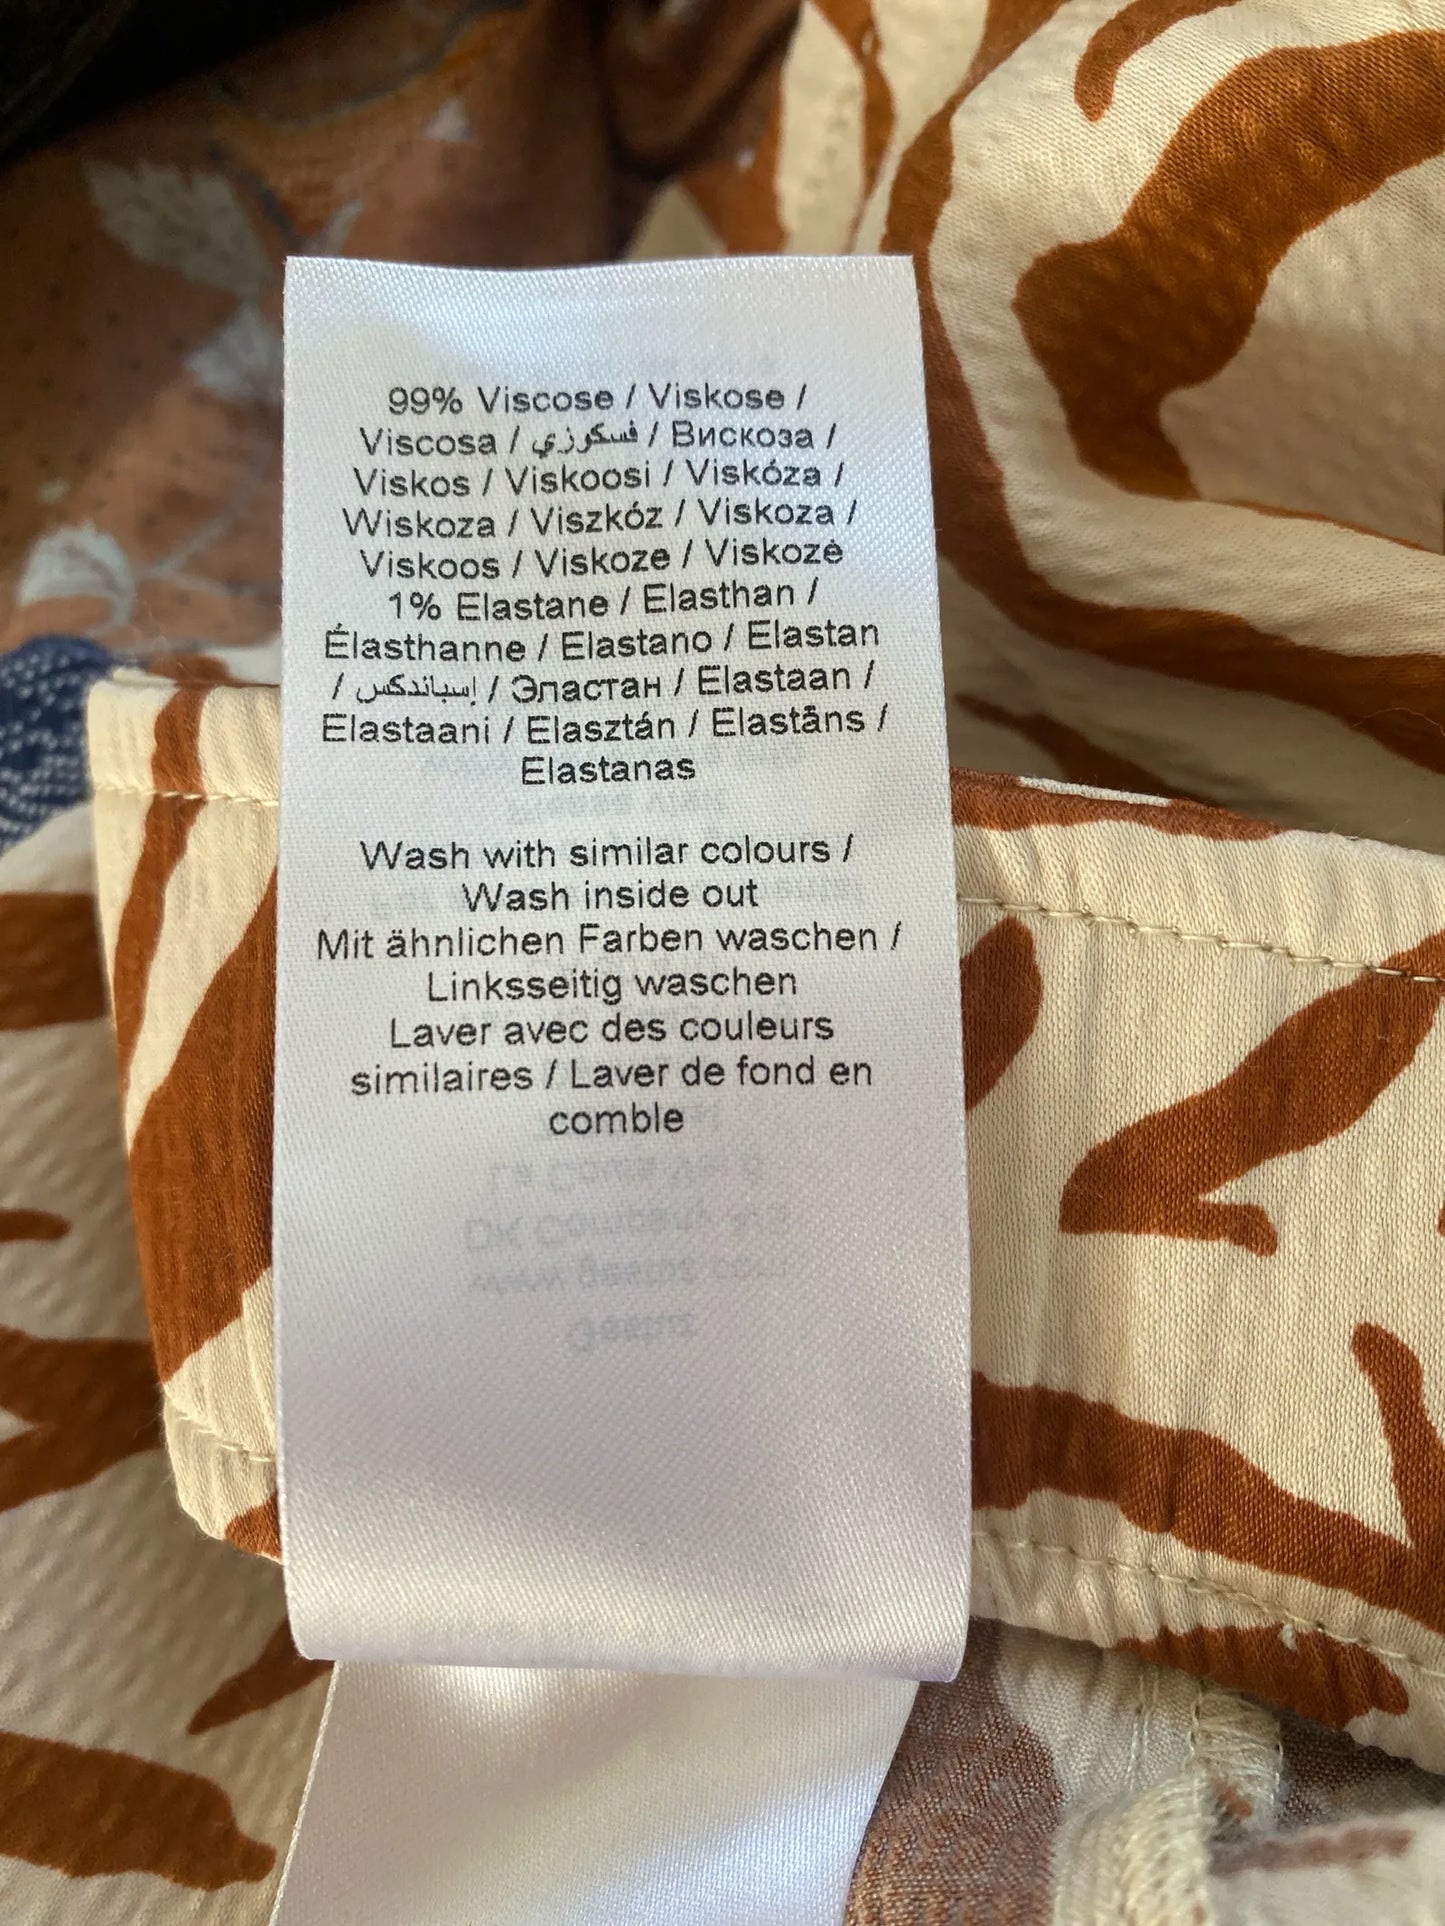 99% Viscose / Viskose /
Viscosa / فسكوزي / Вискоза /
Viskos / Viskoosi / Viskóza /
Wiskoza / Viszkóz / Viskoza /
Viskoos / Viskoze / Viskozė
1% Elastane / Elasthan /
Élasthanne / Elastano / Elastan
/ إسباندكس / Эластан / Elastaan /
Elastaani / Elasztán / Elastāns /
Elastanas
Wash with similar colours /
Wash inside out
Mit ähnlichen Farben waschen /
Linksseitig waschen
Laver avec des couleurs
similaires / Laver de fond en
comble